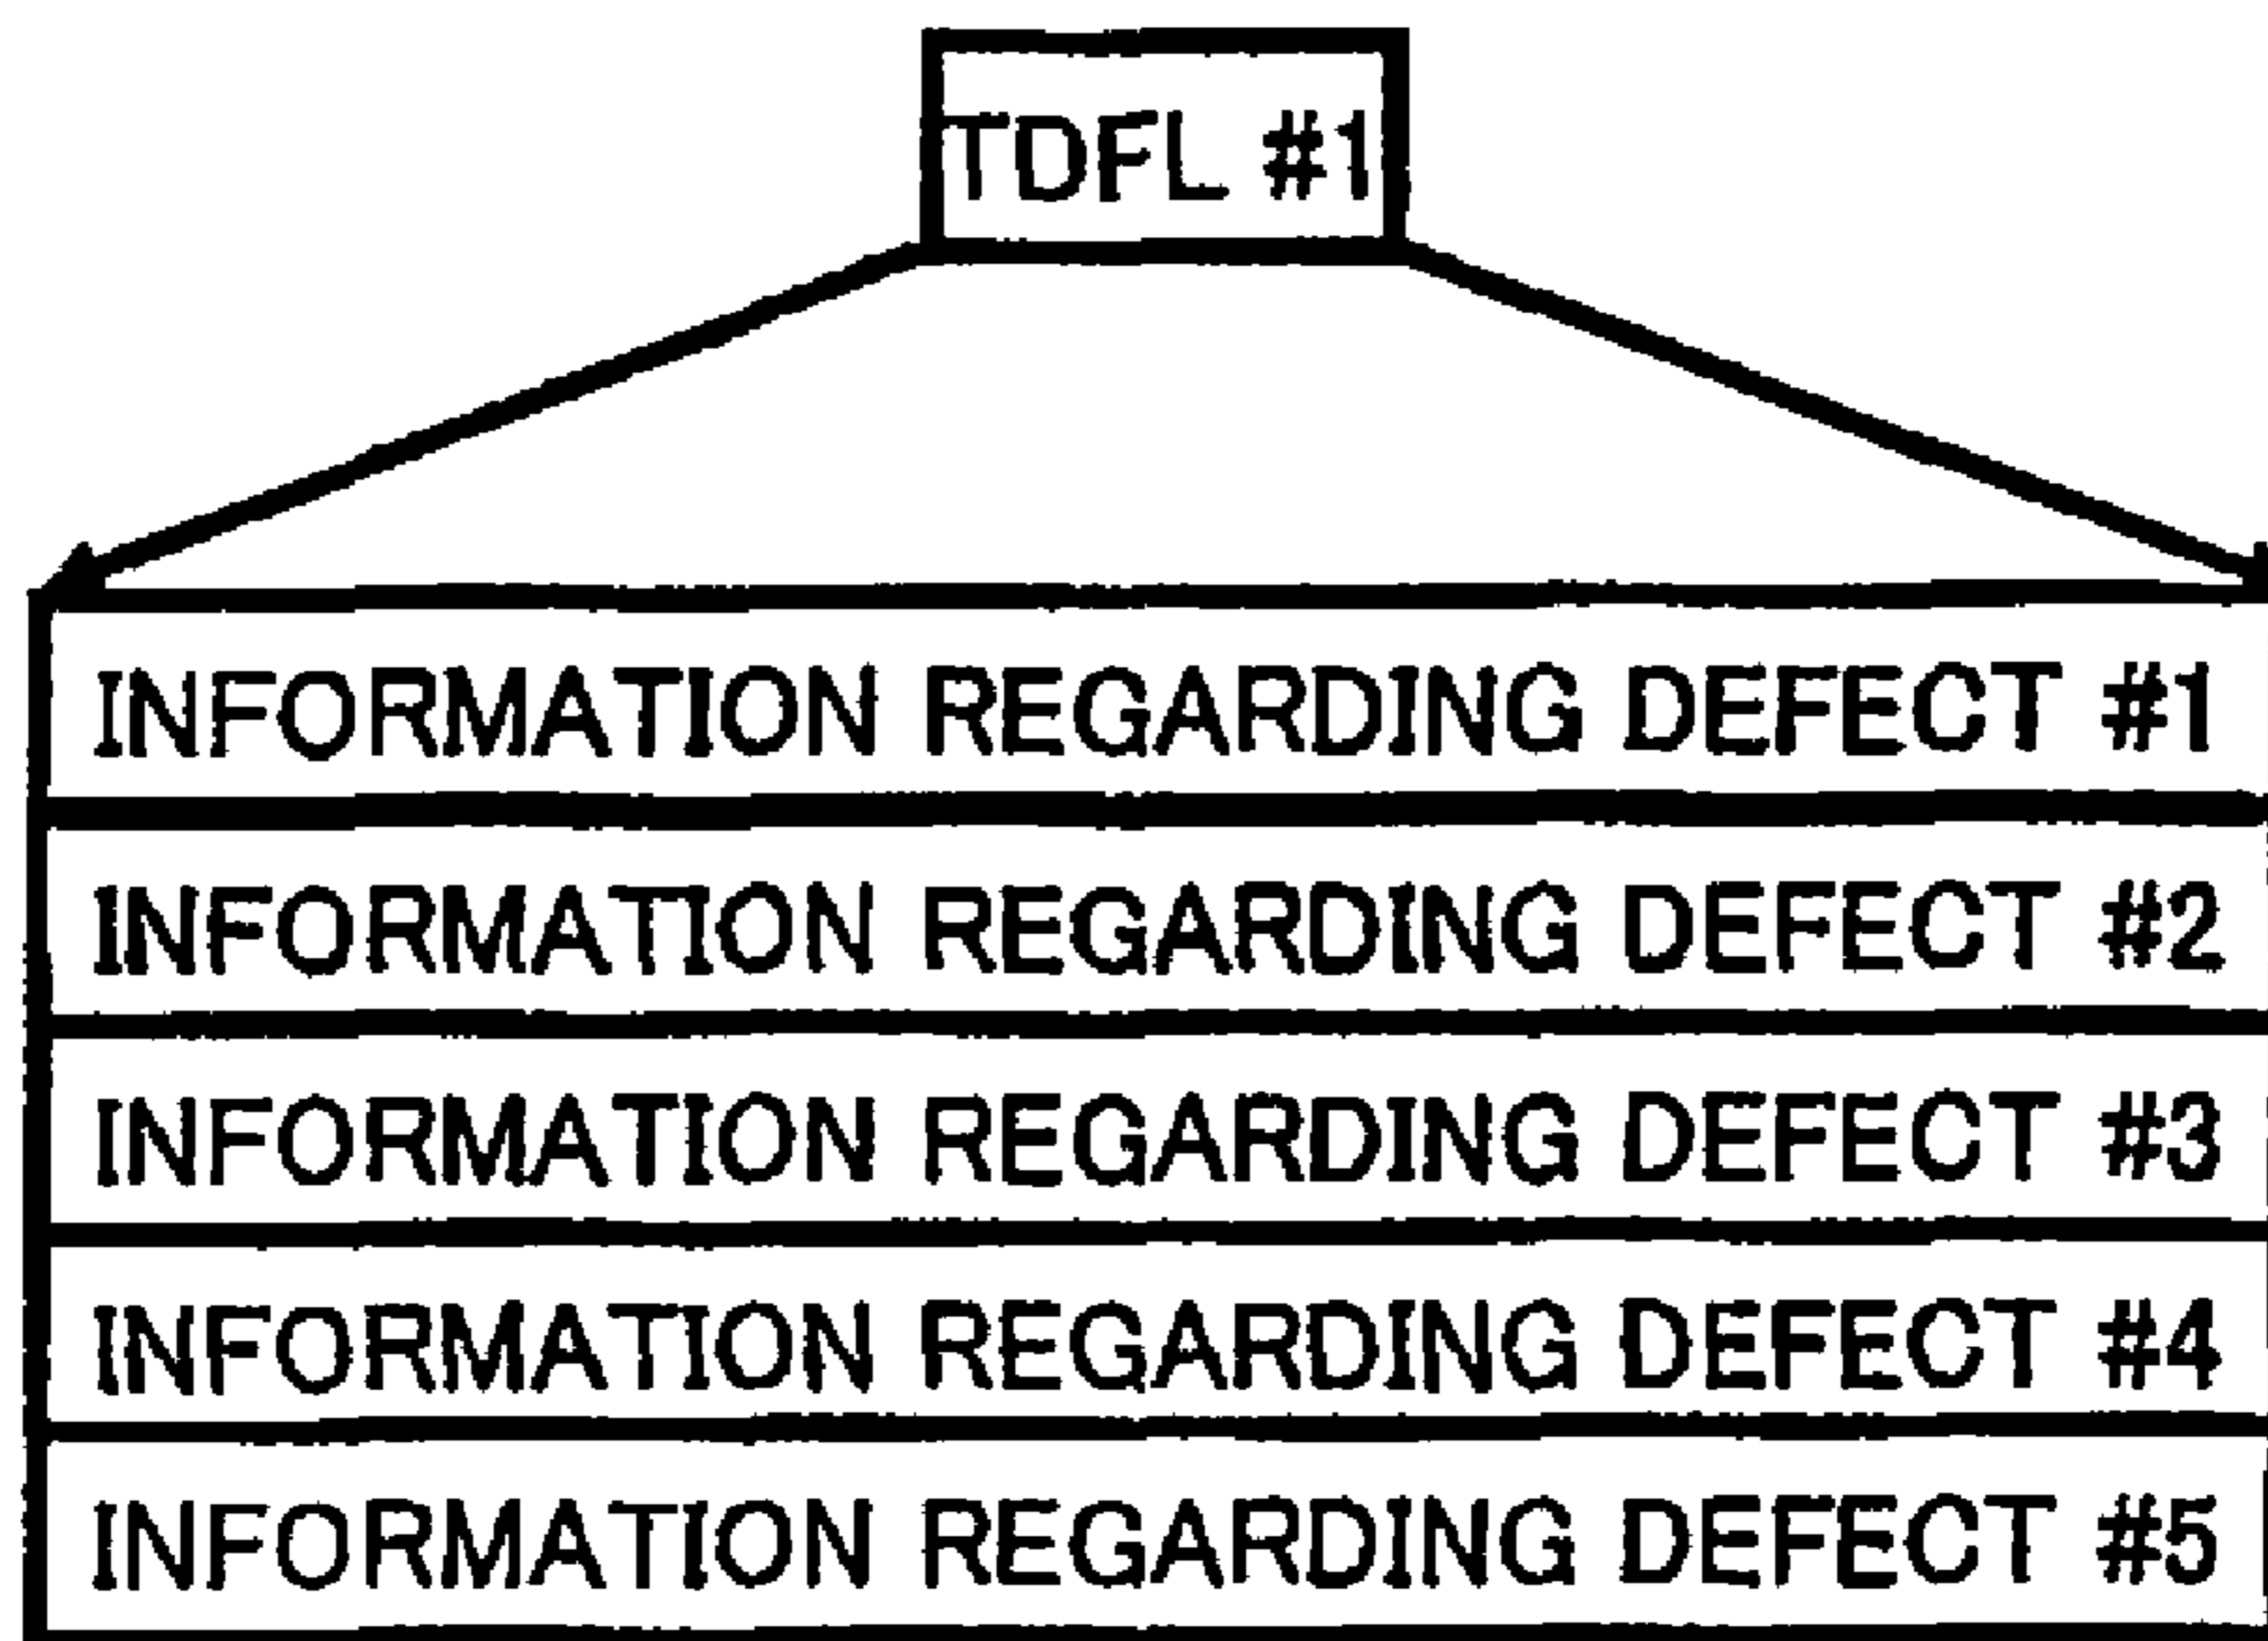 TDFL #1
INFORMATION REGARDING DEFECT #1
INFORMATION REGARDING DEFECT #2
INFORMATION REGARDING DEFECT #3
INFORMATION REGARDING DEFECT #4
INFORMATION REGARDING DEFECT #5